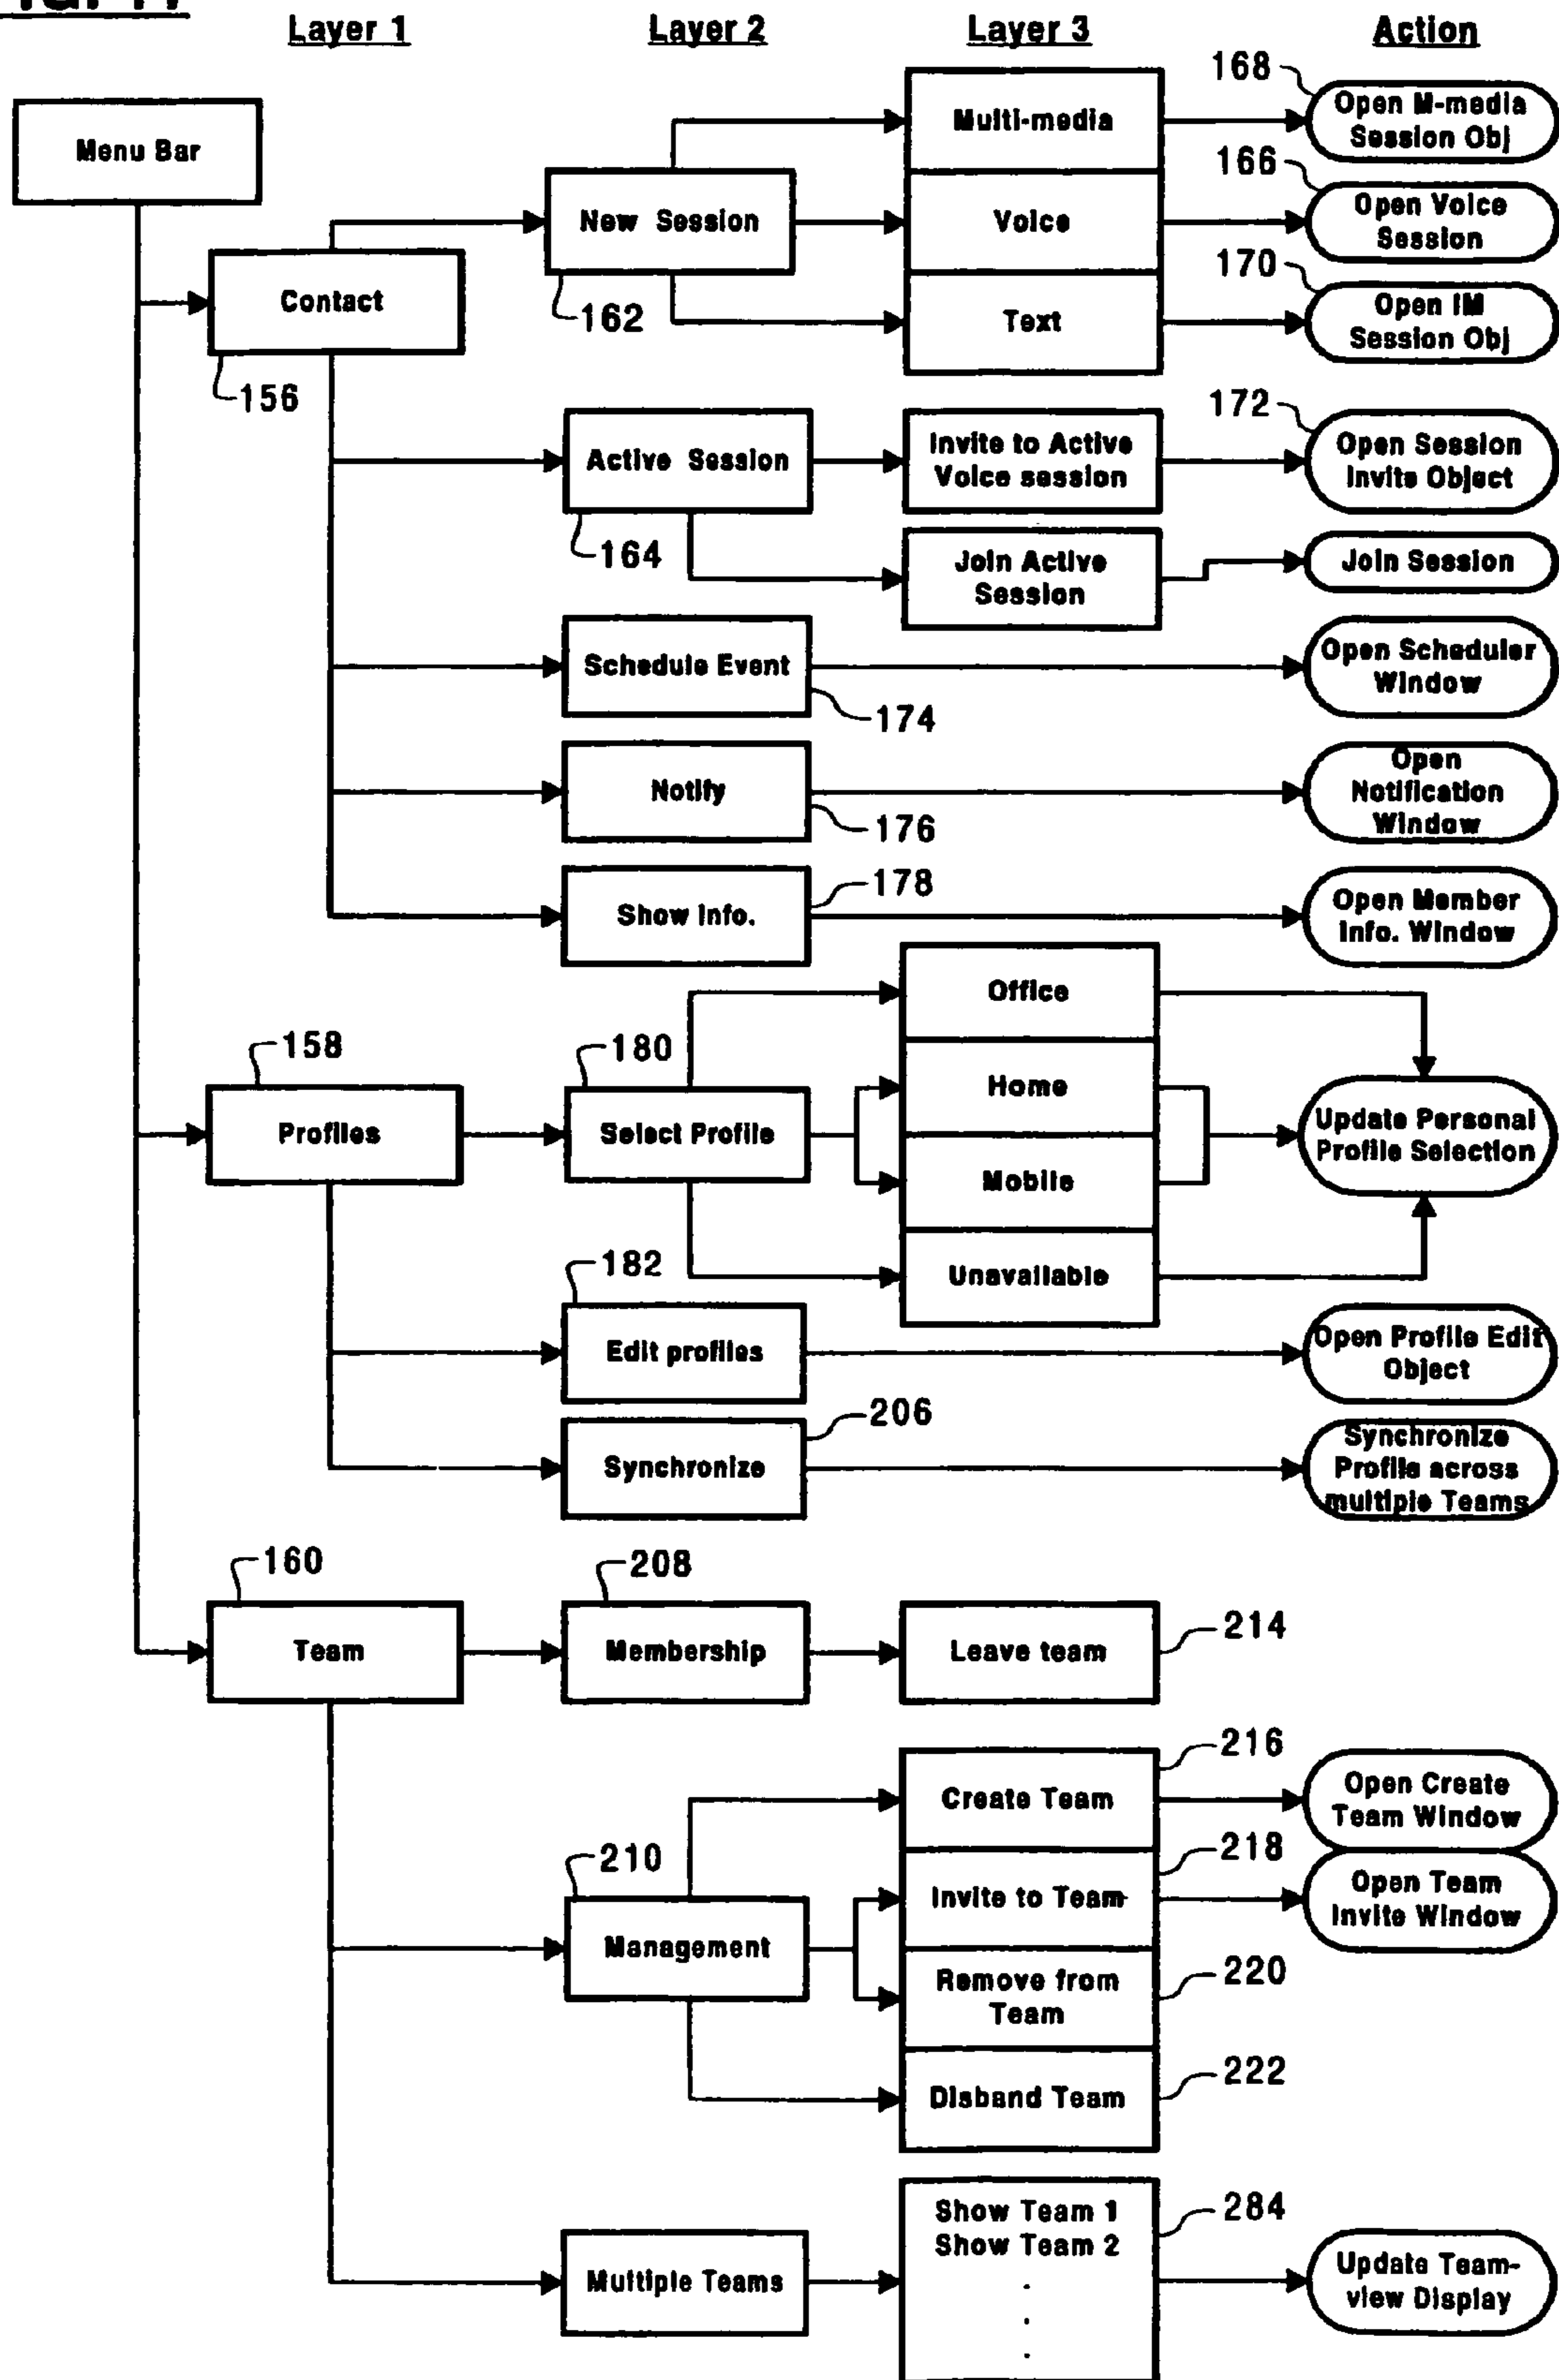 Layer 1
Layer 2
Layer 3
Action
Menu Bar
Contact
156
New Session
162
Multi-media
Voice
Text
168
Open M-media
Session Obj
166
Open Voice
Session
170
Open IM
Session Obj
Active Session
164
Invite to Active
Voice session
172
Open Session
Invite Object
Join Active
Session
Join Session
Schedule Event
174
Open Scheduler
Window
Notify
176
Open
Notification
Window
Show Info.
178
Open Member
Info. Window
158
Profiles
180
Select Profile
Office
Home
Mobile
Unavailable
Update Personal
Profile Selection
182
Edit profiles
Open Profile Edit
Object
206
Synchronize
Synchronize
Profile across
multiple Teams
160
Team
208
Membership
Leave team
214
210
Management
Create Team
216
Open Create
Team Window
Invite to Team
218
Open Team
Invite Window
Remove from
Team
220
Disband Team
222
Multiple Teams
Show Team 1
Show Team 2
.
.
.
284
Update Team-
view Display